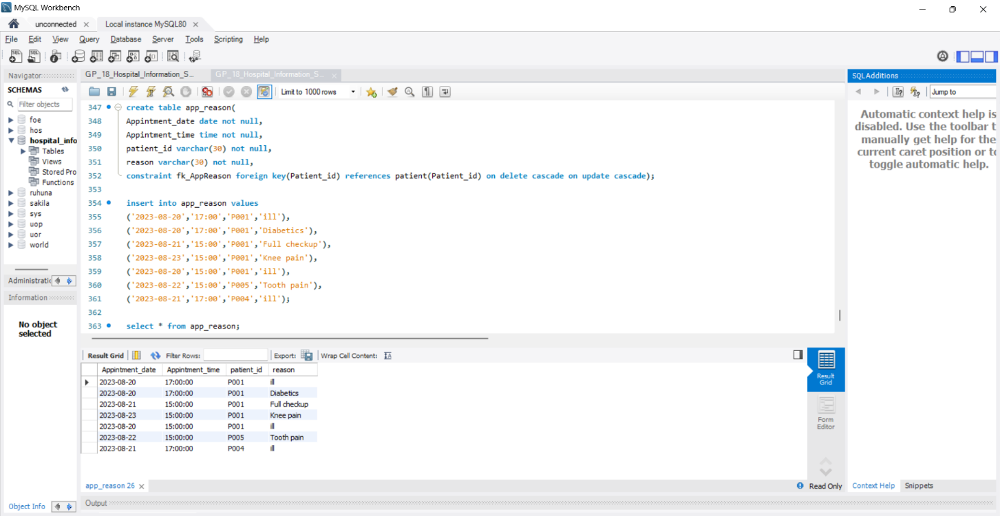 MySQL Workbench
unconnected
Local instance MySQL80
File Edit View Query Database Server Tools Scripting Help
Navigator
SCHEMAS
Filter objects
foe
hos
hospital_info
Tables
Views
Stored Pro
Functions
ruhuna
sakila
sys
uop
uor
world
Administratic
Information
No object
selected
Object Info
GP_18_Hospital_Information_S...
GP_18_Hospital_Information_S...
Limit to 1000 rows
347 create table app_reason(
348 Appintment_date date not null,
349 Appintment_time time not null,
350 patient_id varchar(30) not null,
351 reason varchar(30) not null,
352 constraint fk_AppReason foreign key(Patient_id) references patient(Patient_id) on delete cascade on update cascade);
353
354 insert into app_reason values
355 ('2023-08-20','17:00','P001','ill'),
356 ('2023-08-20','17:00','P001','Diabetics'),
357 ('2023-08-21','15:00','P001','Full checkup'),
358 ('2023-08-23','15:00','P001','Knee pain'),
359 ('2023-08-20','15:00','P001','ill'),
360 ('2023-08-22','15:00','P005','Tooth pain'),
361 ('2023-08-21','17:00','P004','ill');
362
363 select * from app_reason;
Result Grid Filter Rows: Export: Wrap Cell Content:
Appintment_date Appintment_time patient_id reason
2023-08-20 17:00:00 P001 ill
2023-08-20 17:00:00 P001 Diabetics
2023-08-21 15:00:00 P001 Full checkup
2023-08-23 15:00:00 P001 Knee pain
2023-08-20 15:00:00 P001 ill
2023-08-22 15:00:00 P005 Tooth pain
2023-08-21 17:00:00 P004 ill
Result
Grid
Form
Editor
app_reason 26
Read Only
Output
SQLAdditions
Jump to
Automatic context help is
disabled. Use the toolbar t
manually get help for the
current caret position or to
toggle automatic help.
Context Help Snippets